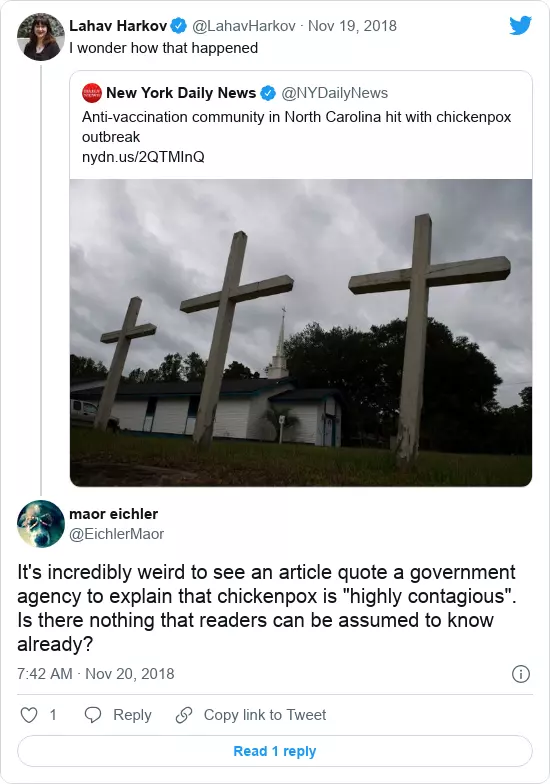 Lahav Harkov @LahavHarkov · Nov 19, 2018
I wonder how that happened
New York Daily News @NYDailyNews
Anti-vaccination community in North Carolina hit with chickenpox
outbreak
nydn.us/2QTMInQ
maor eichler
@EichlerMaor
It's incredibly weird to see an article quote a government
agency to explain that chickenpox is "highly contagious".
Is there nothing that readers can be assumed to know
already?
7:42 AM · Nov 20, 2018
1 Reply Copy link to Tweet
Read 1 reply